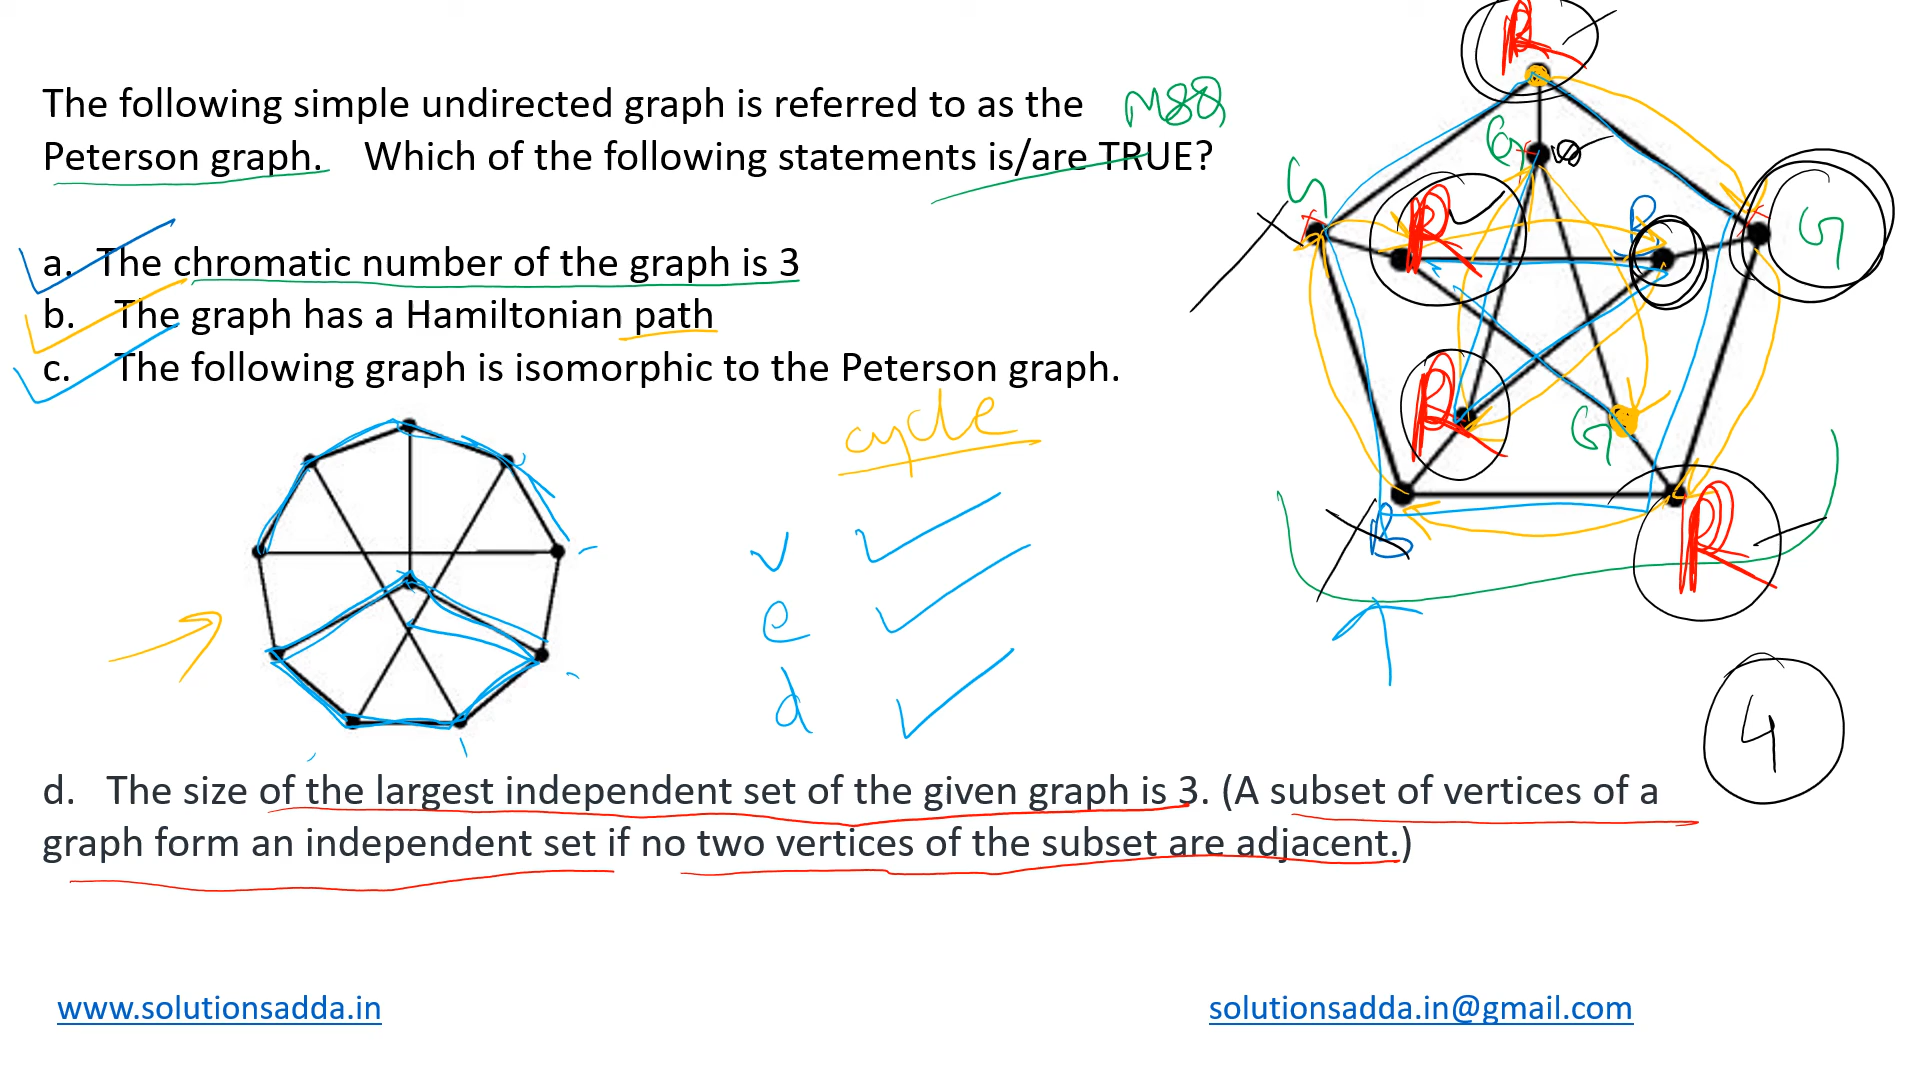 The following simple undirected graph is referred to as the MSQ
Peterson graph. Which of the following statements is/are TRUE?
a. The chromatic number of the graph is 3
b. The graph has a Hamiltonian path
c. The following graph is isomorphic to the Peterson graph.
cycle
v
e
d
R
G
G
R
B
G
R
G
B
R
4
d. The size of the largest independent set of the given graph is 3. (A subset of vertices of a
graph form an independent set if no two vertices of the subset are adjacent.)
www.solutionsadda.in
solutionsadda.in@gmail.com